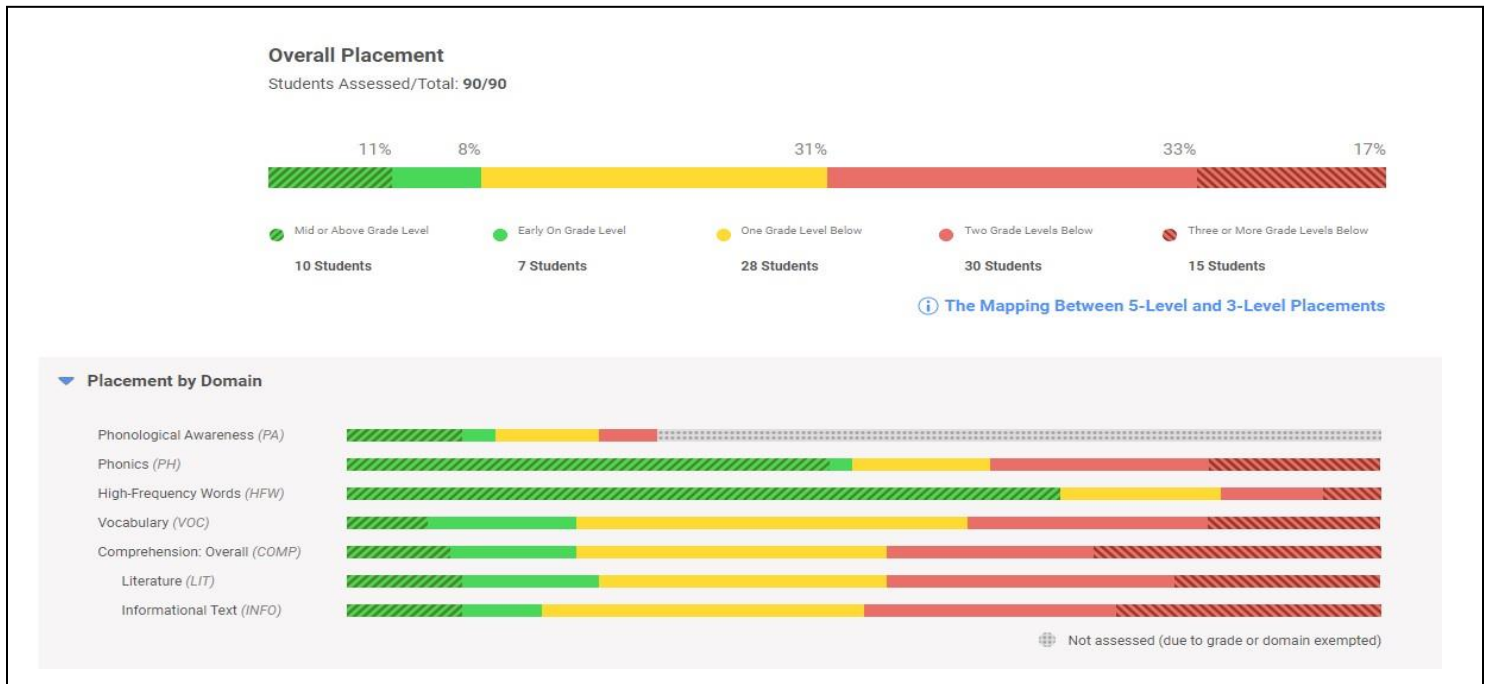 Overall Placement
Students Assessed/Total: 90/90
11% 8% 31% 33% 17%
Mid or Above Grade Level Early On Grade Level One Grade Level Below Two Grade Levels Below Three or More Grade Levels Below
10 Students 7 Students 28 Students 30 Students 15 Students
The Mapping Between 5-Level and 3-Level Placements
Placement by Domain
Phonological Awareness (PA)
Phonics (PH)
High-Frequency Words (HFW)
Vocabulary (VOC)
Comprehension: Overall (COMP)
Literature (LIT)
Informational Text (INFO)
Not assessed (due to grade or domain exempted)